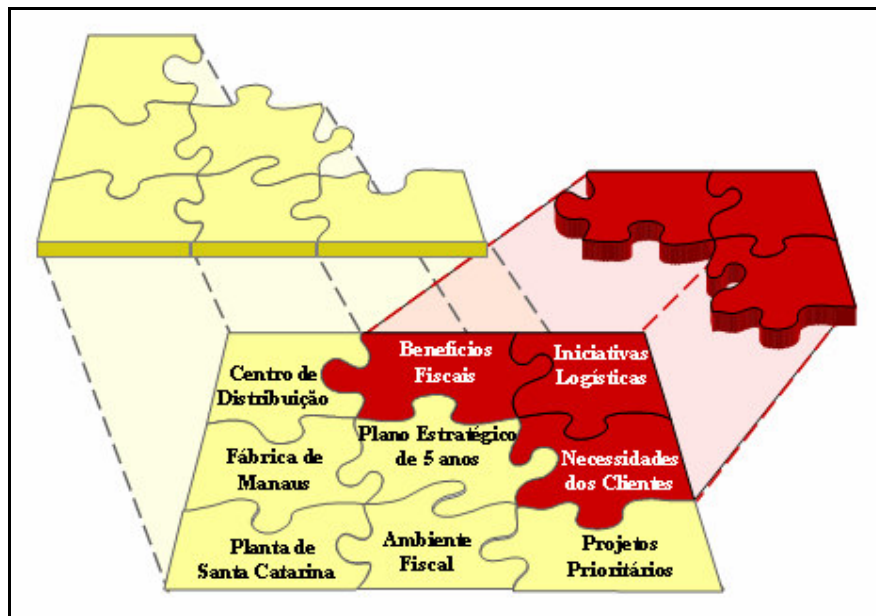 Centro de
Distribuição
Benefícios
Fiscais
Iniciativas
Logísticas
Fábrica de
Manaus
Plano Estratégico
de 5 anos
Necessidades
dos Clientes
Planta de
Santa Catarina
Ambiente
Fiscal
Projetos
Prioritários